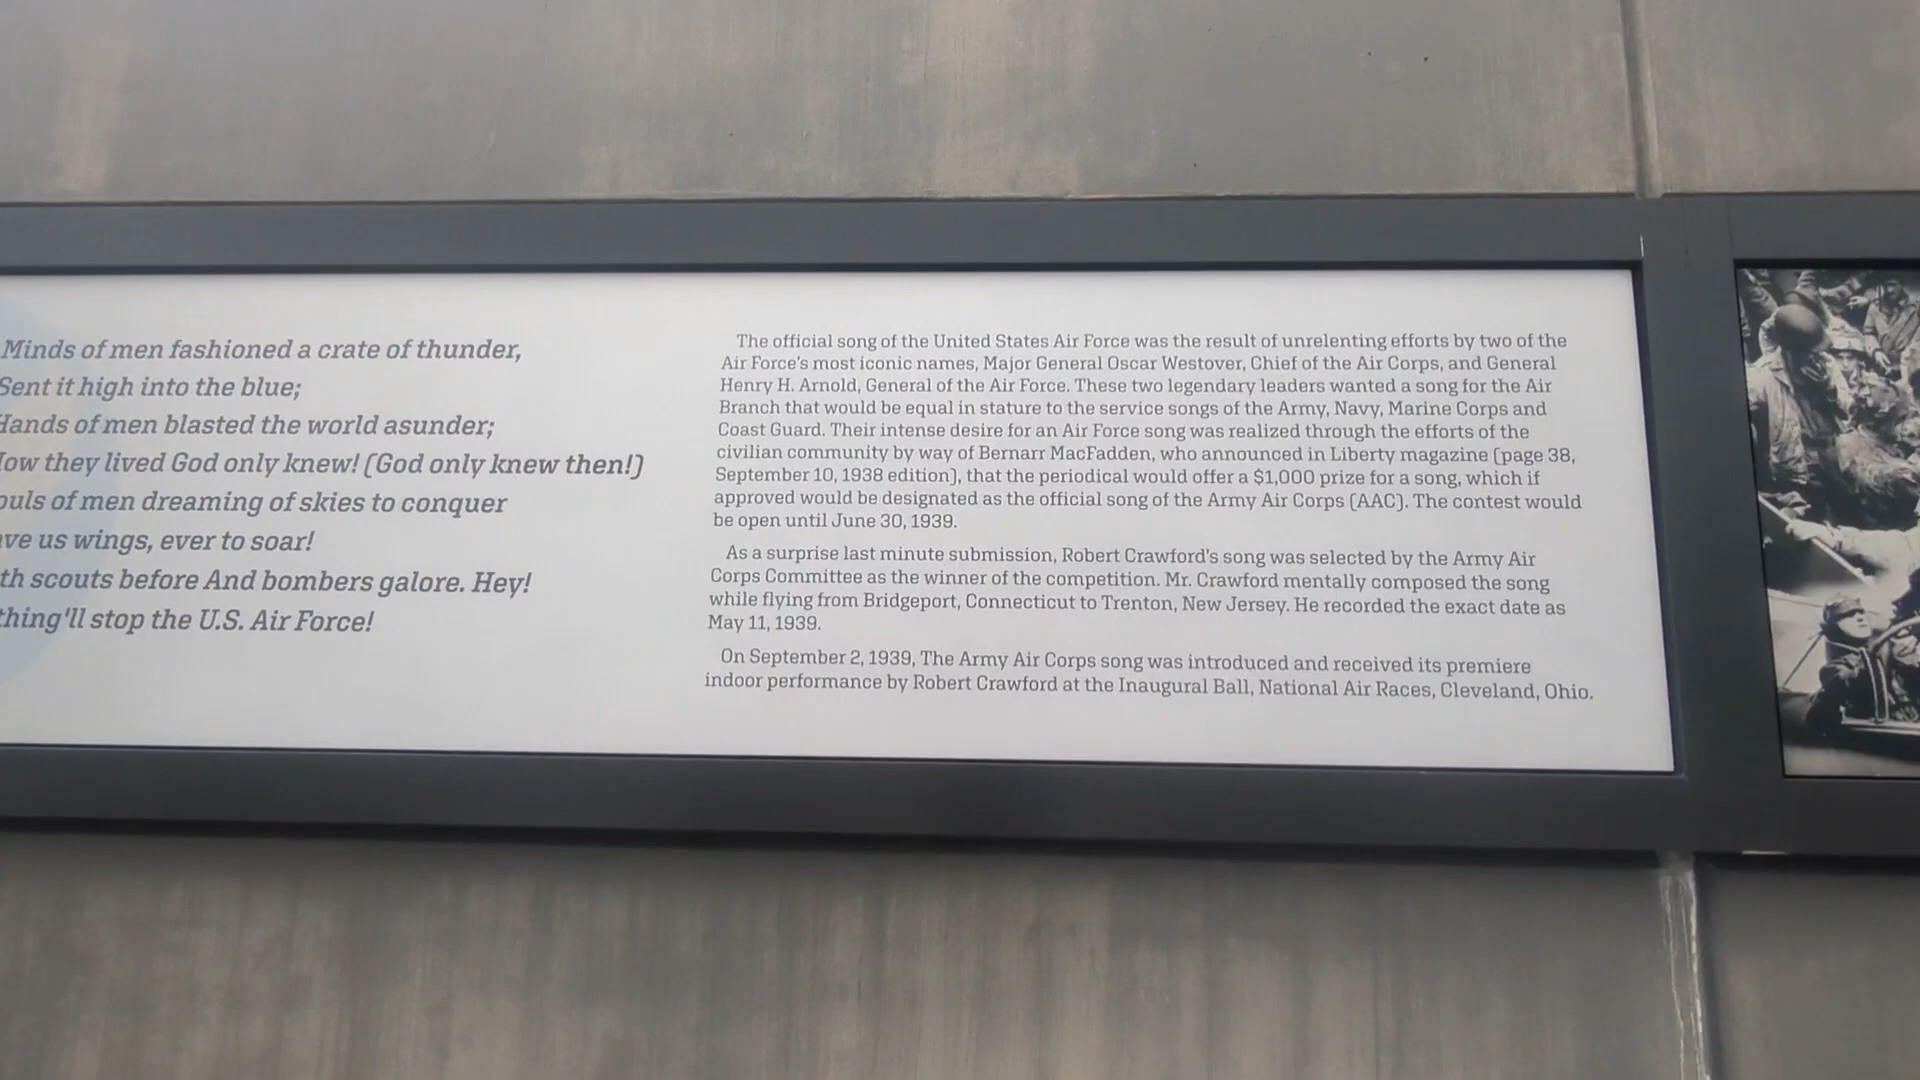 Minds of men fashioned a crate of thunder,
Sent it high into the blue;
Hands of men blasted the world asunder;
How they lived God only knew! (God only knew then!)
of men dreaming of skies to conquer
us wings, ever to soar!
scouts before And bombers galore. Hey!
stop the U.S. Air Force!
The official song of the United States Air Force was the result of unrelenting efforts by two of the
Air Force's most iconic names, Major General Oscar Westover, Chief of the Air Corps, and General
Henry H. Arnold, General of the Air Force. These two legendary leaders wanted a song for the Air
Branch that would be equal in stature to the service songs of the Army, Navy, Marine Corps and
Coast Guard. Their intense desire for an Air Force song was realized through the efforts of the
civilian community by way of Bernarr MacFadden, who announced in Liberty magazine (page 38,
September 10, 1938 edition), that the periodical would offer a $1,000 prize for a song, which if
approved would be designated as the official song of the Army Air Corps (AAC). The contest would
be open until June 30, 1939.
As a surprise last minute submission, Robert Crawford's song was selected by the Army Air
Corps Committee as the winner of the competition. Mr. Crawford mentally composed the song
while flying from Bridgeport, Connecticut to Trenton, New Jersey. He recorded the exact date as
May 11, 1939.
On September 2, 1939, The Army Air Corps song was introduced and received its premiere
indoor performance by Robert Crawford at the Inaugural Ball, National Air Races, Cleveland, Ohio.